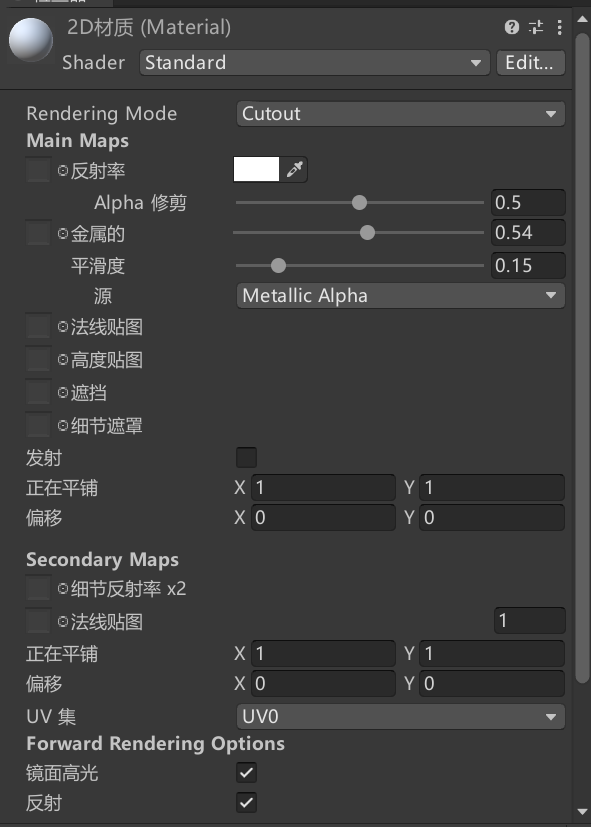 2D材质 (Material)
Shader Standard Edit...
Rendering Mode Cutout
Main Maps
反射率
Alpha 修剪 0.5
金属的 0.54
平滑度 0.15
源 Metallic Alpha
法线贴图
高度贴图
遮挡
细节遮罩
发射
正在平铺 X 1 Y 1
偏移 X 0 Y 0
Secondary Maps
细节反射率 x2
法线贴图 1
正在平铺 X 1 Y 1
偏移 X 0 Y 0
UV 集 UV0
Forward Rendering Options
镜面高光
反射